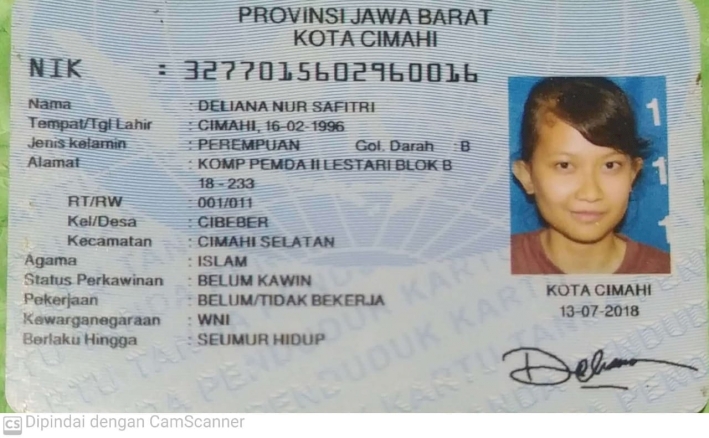 PROVINSI JAWA BARAT
KOTA CIMAHI
NIK : 3277015602960016
Nama : DELIANA NUR SAFITRI
Tempat/Tgl Lahir : CIMAHI, 16-02-1996
Jenis kelamin : PEREMPUAN Gol. Darah : B
Alamat : KOMP PEMDA II LESTARI BLOK B
18 - 233
RT/RW : 001/011
Kel/Desa : CIBEBER
Kecamatan : CIMAHI SELATAN
Agama : ISLAM
Status Perkawinan : BELUM KAWIN
Pekerjaan : BELUM/TIDAK BEKERJA
Kewarganegaraan : WNI
Berlaku Hingga : SEUMUR HIDUP
KOTA CIMAHI
13-07-2018
CS Dipindai dengan CamScanner